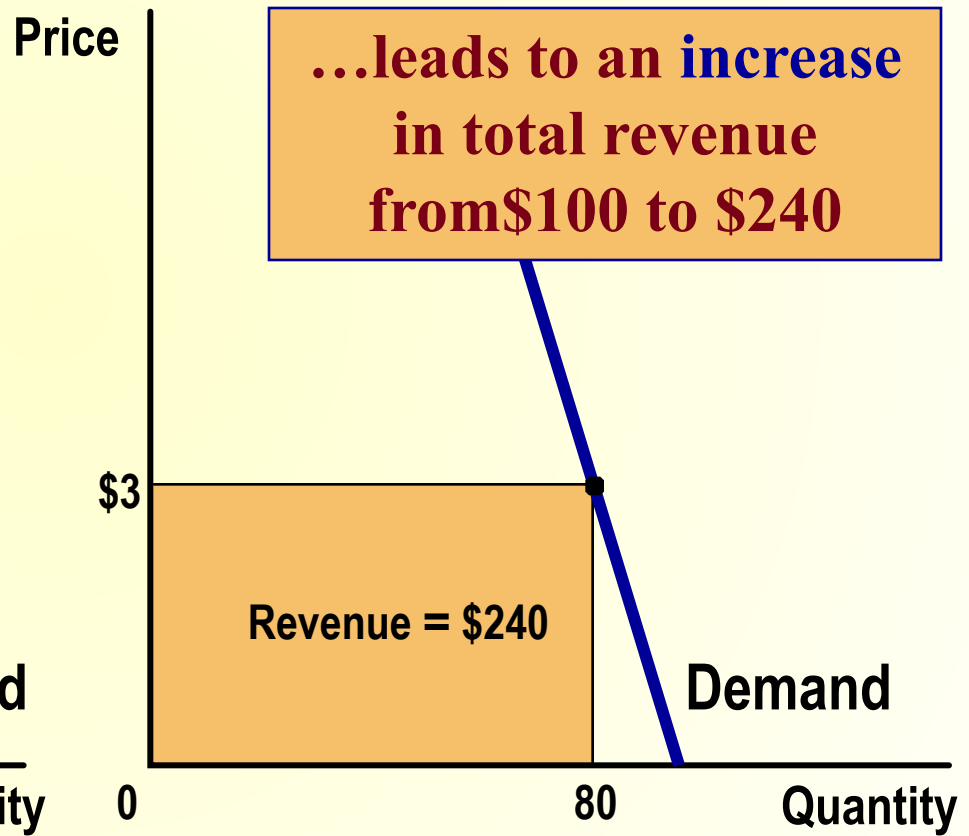 Price
…leads to an increase
in total revenue
from$100 to $240
$3
Revenue = $240
d
Demand
ity
0
80
Quantity